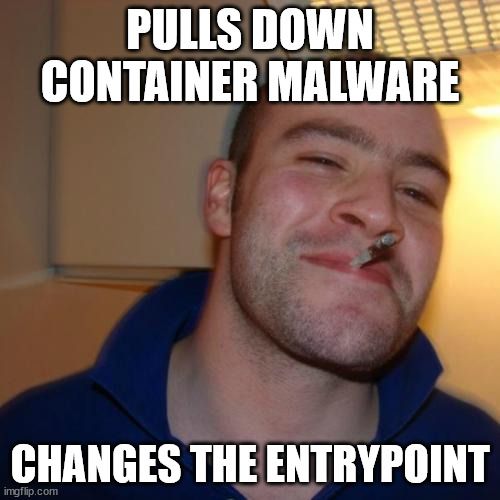 PULLS DOWN
CONTAINER MALWARE
CHANGES THE ENTRYPOINT
imgflip.com